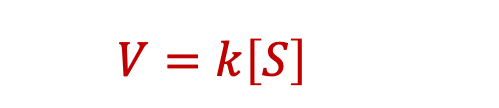 V = k[S]